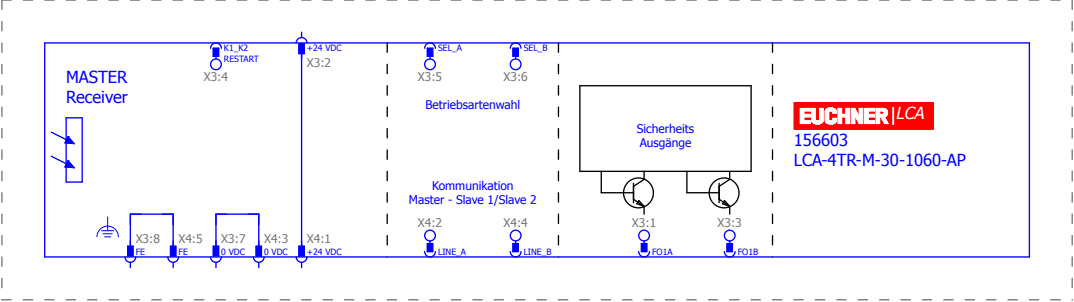 K1_K2
RESTART
X3:4
+24 VDC
X3:2
SEL_A
X3:5
SEL_B
X3:6
MASTER
Receiver
Betriebsartenwahl
Sicherheits
Ausgänge
EUCHNER|LCA
156603
LCA-4TR-M-30-1060-AP
Kommunikation
Master - Slave 1/Slave 2
X3:8
FE
X4:5
FE
X3:7
0 VDC
X4:3
0 VDC
X4:1
+24 VDC
X4:2
LINE_A
X4:4
LINE_B
X3:1
FO1A
X3:3
FO1B